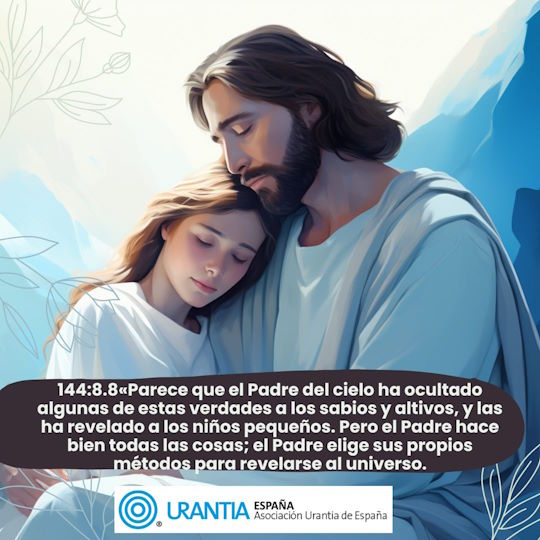 144:8.8«Parece que el Padre del cielo ha ocultado
algunas de estas verdades a los sabios y altivos, y las
ha revelado a los niños pequeños. Pero el Padre hace
bien todas las cosas; el Padre elige sus propios
métodos para revelarse al universo.
® URANTIA ESPAÑA
Asociación Urantia de España